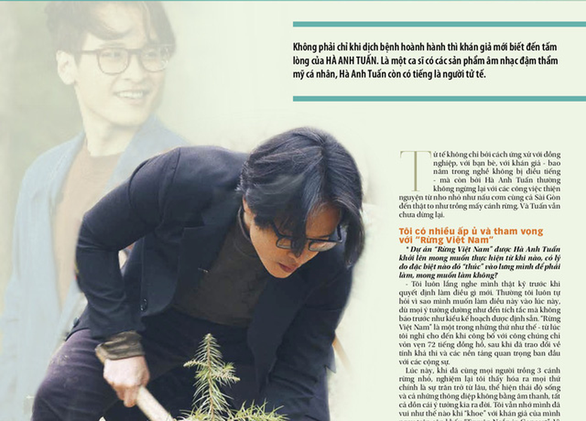 Không phải chỉ khi dịch bệnh hoành hành thì khán giả mới biết đến tấm
lòng của HÀ ANH TUẤN. Là một ca sĩ có các sản phẩm âm nhạc đậm thẩm
mỹ cá nhân, Hà Anh Tuấn còn có tiếng là người tử tế.
Tử tế không chỉ bởi cách ứng xử với đồng
nghiệp, với bạn bè, với khán giả - bao
năm trong nghề không bị điều tiếng
- mà còn bởi Hà Anh Tuấn thường
không ngừng lại với các công việc thiện
nguyện từ nho nhỏ như nấu cơm cùng cả Sài Gòn
đến thật to như trồng mấy cánh rừng. Và Tuấn vẫn
chưa dừng lại.
Tôi có nhiều ấp ủ và tham vọng
với "Rừng Việt Nam"
* Dự án "Rừng Việt Nam" được Hà Anh Tuấn
khởi lên mong muốn thực hiện từ khi nào, có lý
do đặc biệt nào đó "thúc" vào lưng mình để phải
làm, mong muốn làm không?
- Tôi luôn lắng nghe mình thật kỹ trước khi
quyết định làm điều gì mới. Thường tôi luôn tự
hỏi vì sao mình muốn làm điều này vào lúc này,
dù mọi ý tưởng dường như đến tích tắc mà không
báo trước như kiểu kế hoạch được định sẵn. "Rừng
Việt Nam" là một trong những thứ như thế - từ lúc
tôi nghĩ cho đến khi công bố với công chúng chỉ
vỏn vẹn 72 tiếng đồng hồ, sau khi đã trao đổi về
tính khả thi và các nền tảng quan trọng ban đầu
với các cộng sự.
Lúc này, khi đã cùng mọi người trồng 3 cánh
rừng nhỏ, nghiệm lại tôi thấy hóa ra mọi thứ
chính là sự trăn trở từ lâu, thể hiện thái độ sống
và cả những thông điệp không bằng âm thanh, tất
cả dồn cái ý tưởng kia ra đời. Tôi vẫn nhớ mình đã
vui như thế nào khi "khoe" với khán giả của mình